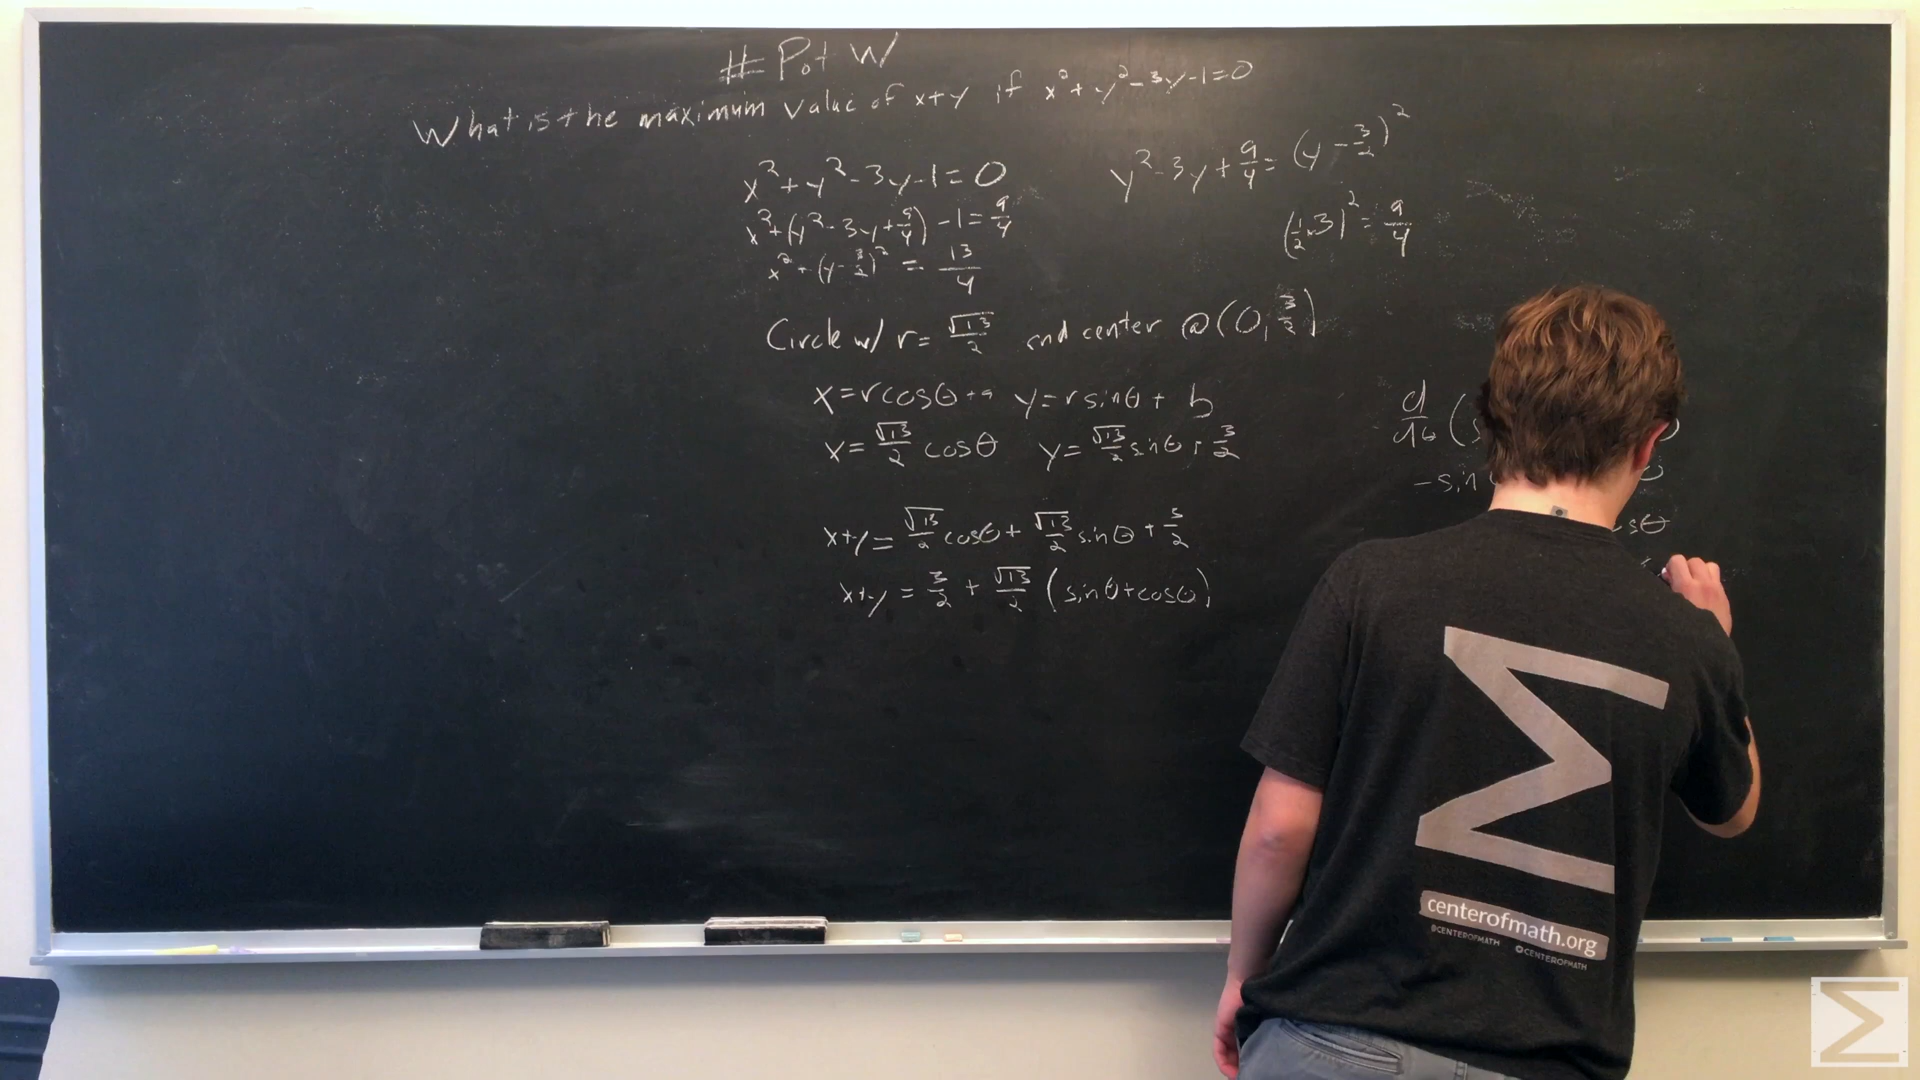 # PotW
What is the maximum value of x+y if x²+y²-3y-1=0
x²+y²-3y-1=0
x²+(y²-3y+9/4)-1=9/4
x²+(y-3/2)²=13/4
y²-3y+9/4=(y-3/2)²
(1/2×3)²=9/4
Circle w/ r=√13/2 and center @(0,3/2)
x=rcosθ+a y=rsinθ+b
x=√13/2 cosθ y=√13/2 sinθ+3/2
x+y=√13/2 cosθ+√13/2 sinθ+3/2
x+y=3/2+√13/2(sinθ+cosθ)
d/dθ(
-sin
sθ
centerofmath.org
@CENTEROFMATH @CENTEROFMATH
Σ